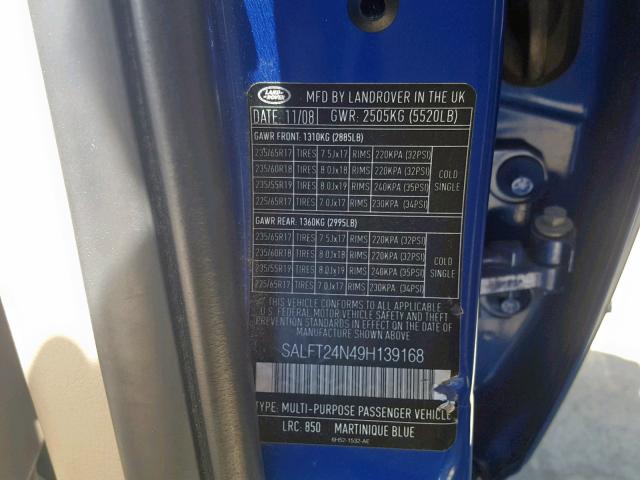 LAND-ROVER
MFD BY LANDROVER IN THE UK
DATE: 11/08 GWR: 2505KG (5520LB)
GAWR FRONT: 1310KG (2885LB)
235/65R17 TIRES 7.5Jx17 RIMS 220KPA (32PSI)
235/60R18 TIRES 8.0Jx18 RIMS 220KPA (32PSI)
235/55R19 TIRES 8.0Jx19 RIMS 240KPA (35PSI)
225/65R17 TIRES 7.0Jx17 RIMS 230KPA (34PSI)
COLD
SINGLE
GAWR REAR: 1360KG (2995LB)
235/65R17 TIRES 7.5Jx17 RIMS 220KPA (32PSI)
235/60R18 TIRES 8.0Jx18 RIMS 220KPA (32PSI)
235/55R19 TIRES 8.0Jx19 RIMS 240KPA (35PSI)
225/65R17 TIRES 7.0Jx17 RIMS 230KPA (34PSI)
COLD
SINGLE
THIS VEHICLE CONFORMS TO ALL APPLICABLE
U.S. FEDERAL MOTOR VEHICLE SAFETY AND
THEFT PREVENTION STANDARDS IN
EFFECT ON THE DATE OF
MANUFACTURE SHOWN ABOVE
SALFT24N49H139168
TYPE: MULTI-PURPOSE PASSENGER VEHICLE
LRC: 850 MARTINIQUE BLUE
6H52-1532-AE